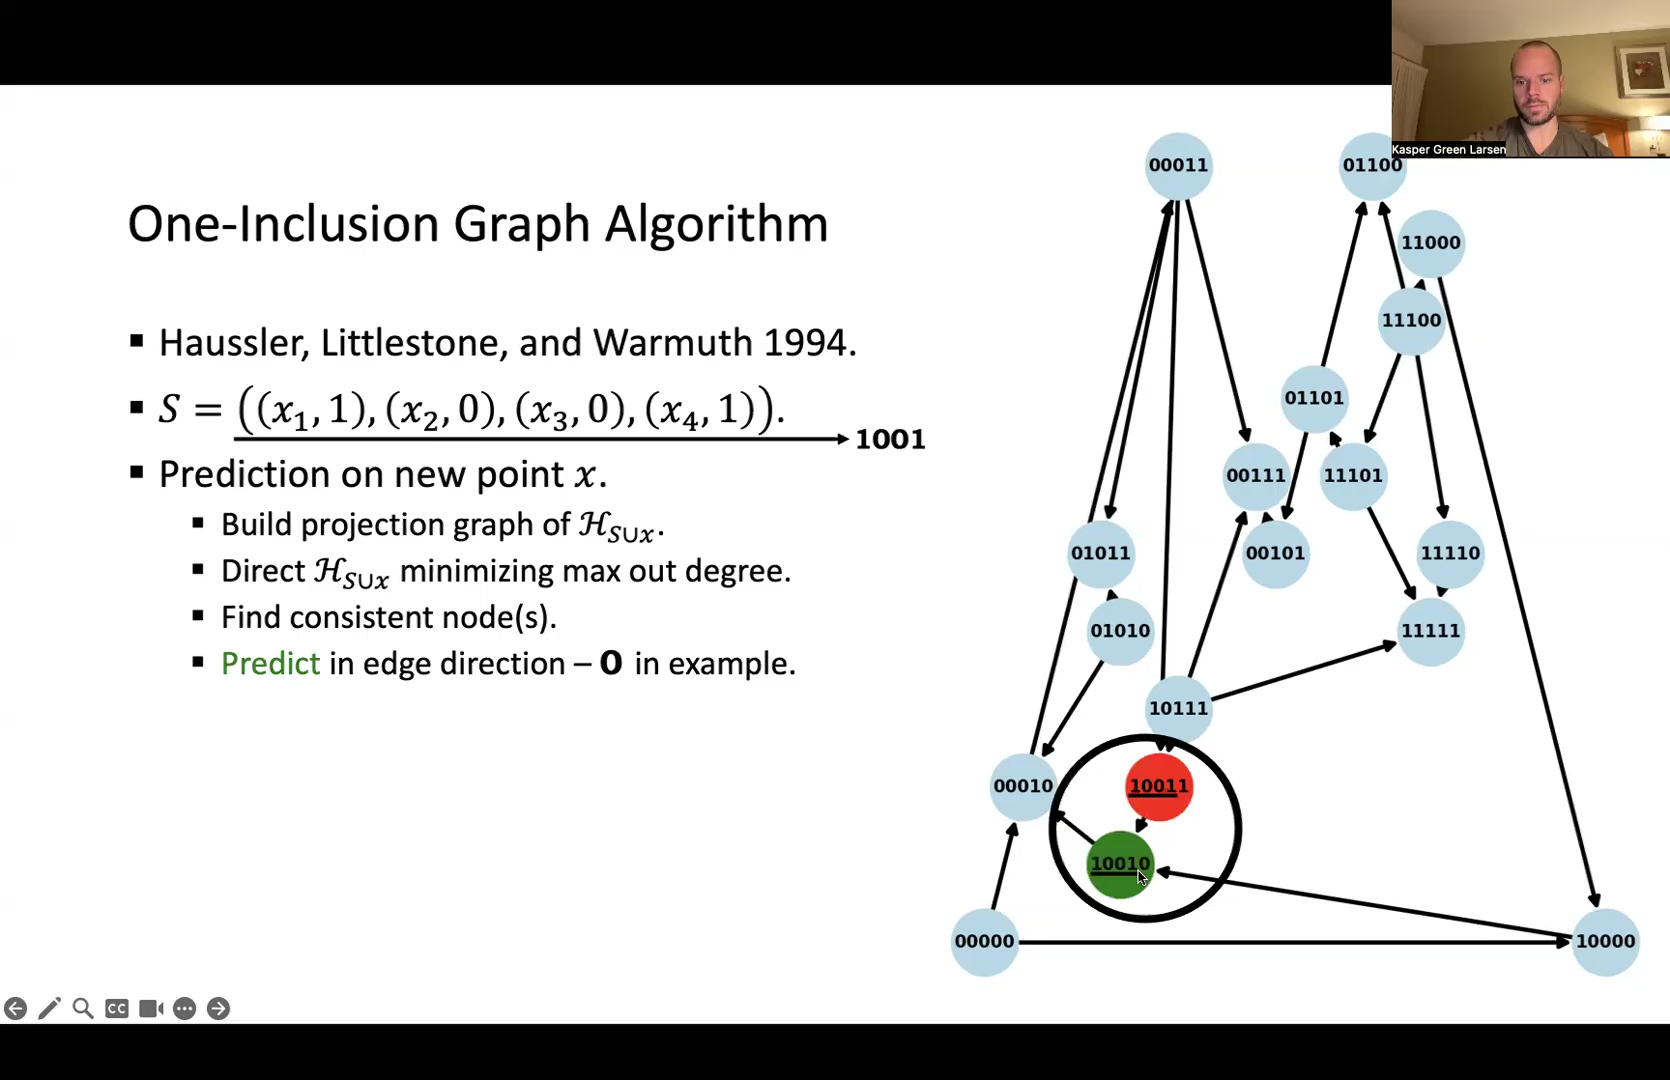 Kasper Green Larsen
One-Inclusion Graph Algorithm
▪ Haussler, Littlestone, and Warmuth 1994.
▪ S = ((x₁, 1), (x₂, 0), (x₃, 0), (x₄, 1)).
1001
▪ Prediction on new point x.
▪ Build projection graph of ℋ_{S∪x}.
▪ Direct ℋ_{S∪x} minimizing max out degree.
▪ Find consistent node(s).
▪ Predict in edge direction – 0 in example.
00011
01100
11000
11100
01101
00111
11101
01011
00101
11110
01010
11111
10111
00010
10011
10010
00000
10000
CC